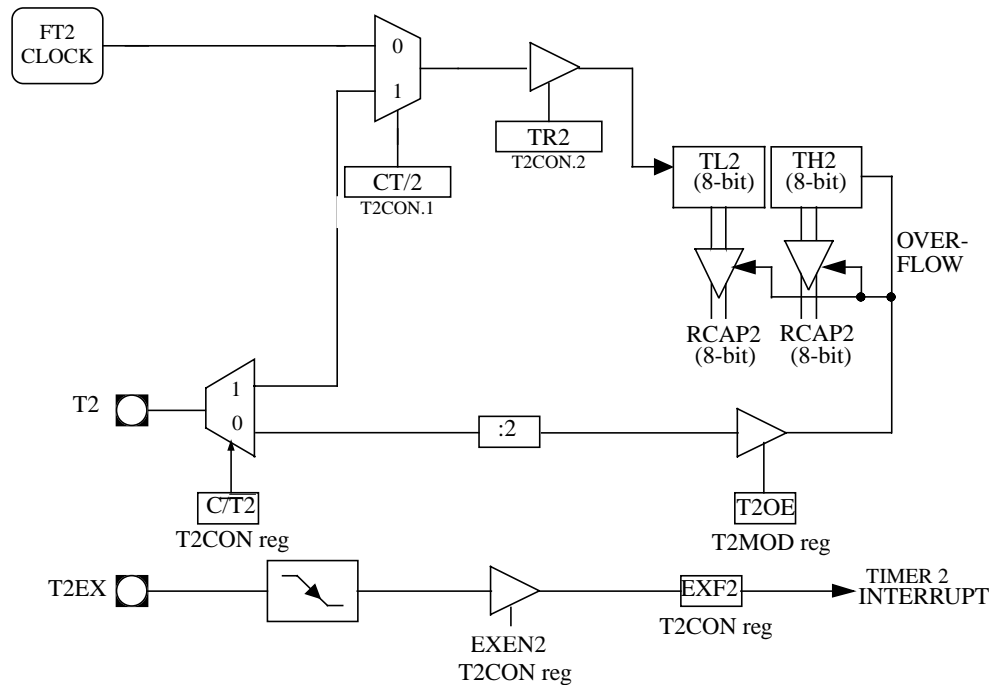 FT2
CLOCK
0
1
TR2
T2CON.2
CT/2
T2CON.1
TL2
(8-bit)
TH2
(8-bit)
OVER-
FLOW
RCAP2
(8-bit)
RCAP2
(8-bit)
T2
1
0
:2
C/T2
T2CON reg
T2OE
T2MOD reg
T2EX
EXEN2
T2CON reg
EXF2
T2CON reg
TIMER 2
INTERRUPT